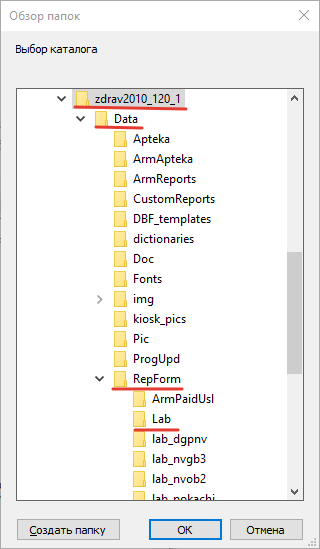 Обзор папок
Выбор каталога
zdrav2010_120_1
Data
Apteka
ArmApteka
ArmReports
CustomReports
DBF_templates
dictionaries
Doc
Fonts
img
kiosk_pics
Pic
ProgUpd
RepForm
ArmPaidUsl
Lab
lab_dgpnv
lab_nvgb3
lab_nvob2
lab_pokachi
Создать папку
ОК
Отмена